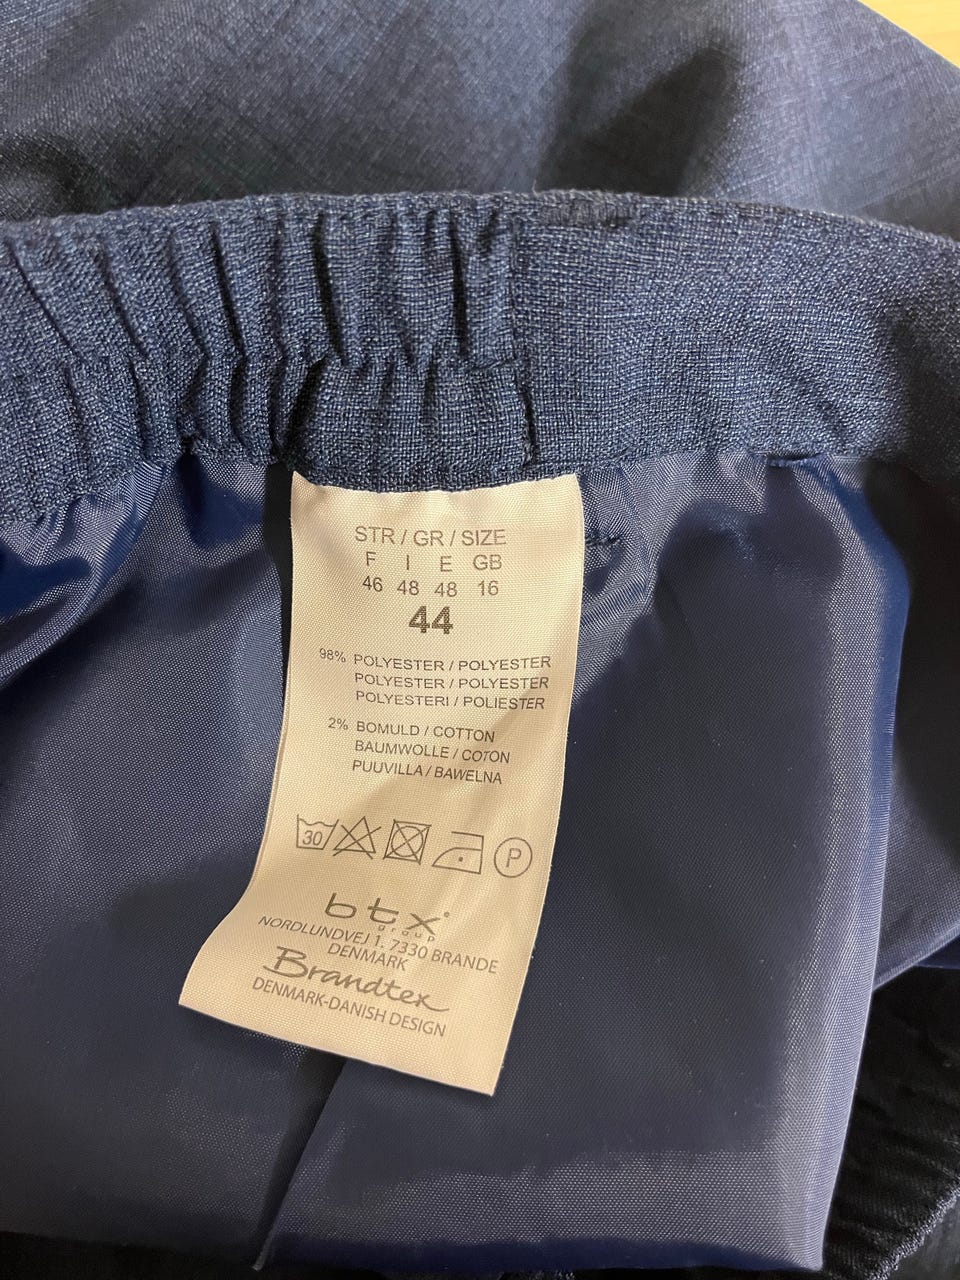 STR / GR / SIZE
F I E GB
46 48 48 16
44
98% POLYESTER / POLYESTER
POLYESTER / POLYESTER
POLYESTERI / POLIESTER
2% BOMULD / COTTON
BAUMWOLLE / COTON
PUUVILLA / BAWELNA
30 P
btx
group
NORDLUNDVEJ 1, 7330 BRANDE
DENMARK
Brandtex
DENMARK-DANISH DESIGN